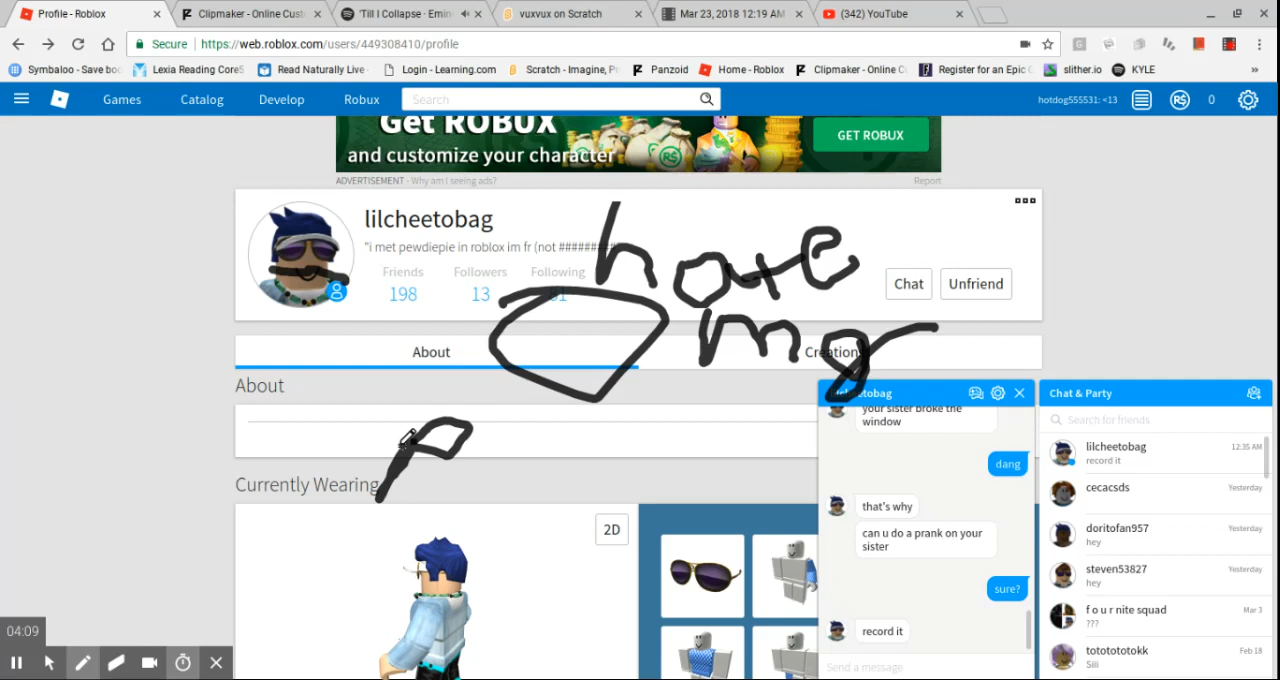 Profile - Roblox
Clipmaker - Online Cust
'Till I Collapse - Emin
vuxvux on Scratch
Mar 23, 2018 12:19 AM
(342) YouTube
Secure
https://web.roblox.com/users/449308410/profile
Symbaloo - Save boo
Lexia Reading Core5
Read Naturally Live -
Login - Learning.com
Scratch - Imagine, Pr
Panzoid
Home - Roblox
Clipmaker - Online Cu
Register for an Epic G
slither.io
KYLE
»
Games
Catalog
Develop
Robux
Search
hotdog555531: <13
R$
0
Get ROBUX
and customize your character
GET ROBUX
ADVERTISEMENT - Why am I seeing ads?
Report
lilcheetobag
"i met pewdiepie in roblox im fr (not #########
Friends
Followers
Following
198
13
81
Chat
Unfriend
hate
About
Creations
About
Currently Wearing
2D
lilcheetobag
your sister broke the
window
dang
that's why
can u do a prank on your
sister
sure?
record it
Send a message
Chat & Party
Search for friends
lilcheetobag
12:35 AM
record it
cecacsds
Yesterday
doritofan957
Yesterday
hey
steven53827
Yesterday
hey
f o u r nite squad
Mar 3
???
totototototokk
Feb 18
Siii
04:09